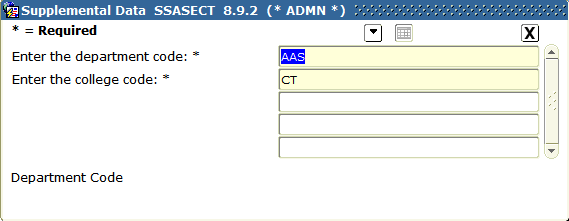 Supplemental Data SSASECT 8.9.2 (* ADMN *)
* = Required X
Enter the department code: * AAS
Enter the college code: * CT
Department Code